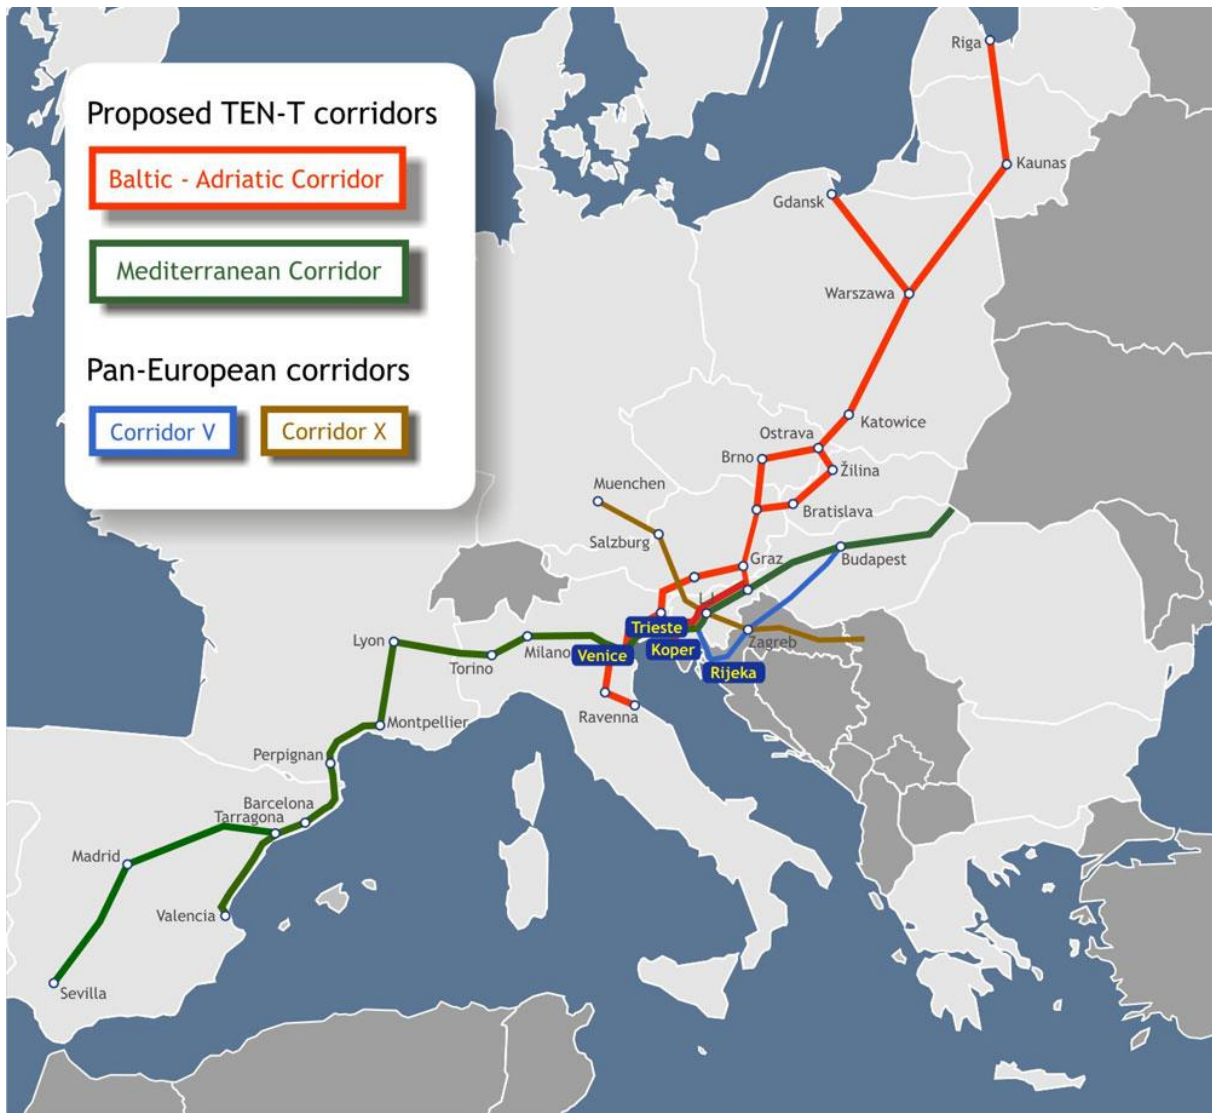 Proposed TEN-T corridors
Baltic - Adriatic Corridor
Mediterranean Corridor
Pan-European corridors
Corridor V
Corridor X
Riga
Kaunas
Gdansk
Warszawa
Katowice
Ostrava
Brno
Žilina
Muenchen
Bratislava
Salzburg
Graz
Budapest
Trieste
Zagreb
Lyon
Milano
Venice
Koper
Torino
Rijeka
Ravenna
Montpellier
Perpignan
Barcelona
Tarragona
Madrid
Valencia
Sevilla